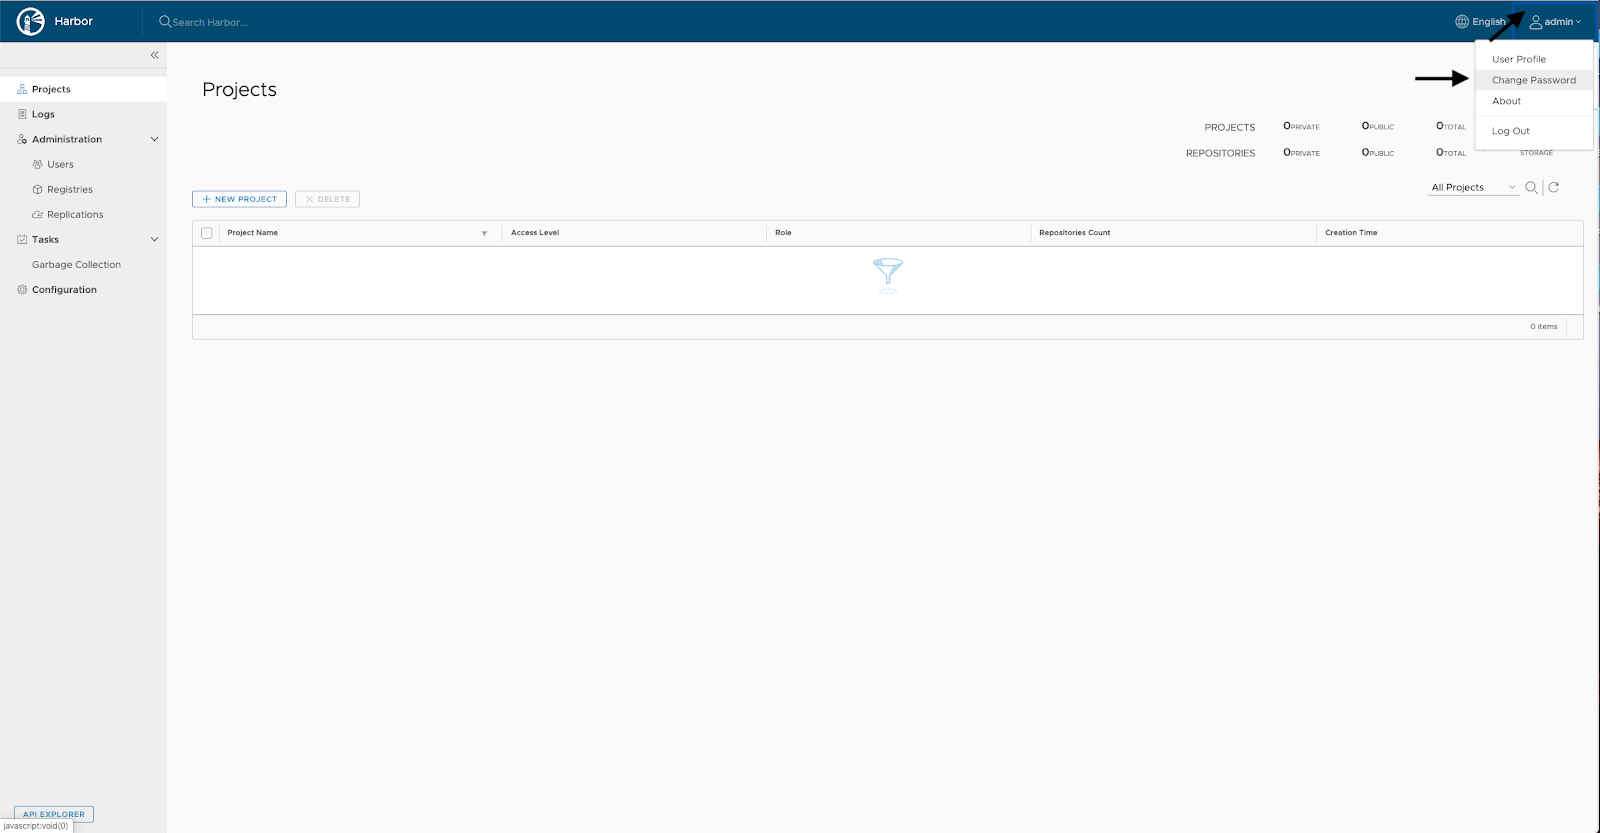 Harbor
Search Harbor...
English
admin
User Profile
Change Password
About
Log Out
Projects
Logs
Administration
Users
Registries
Replications
Tasks
Garbage Collection
Configuration
Projects
PROJECTS 0PRIVATE 0PUBLIC 0TOTAL
REPOSITORIES 0PRIVATE 0PUBLIC 0TOTAL STORAGE
All Projects
NEW PROJECT
DELETE
Project Name Access Level Role Repositories Count Creation Time
0 items
API EXPLORER
javascript:void(0)